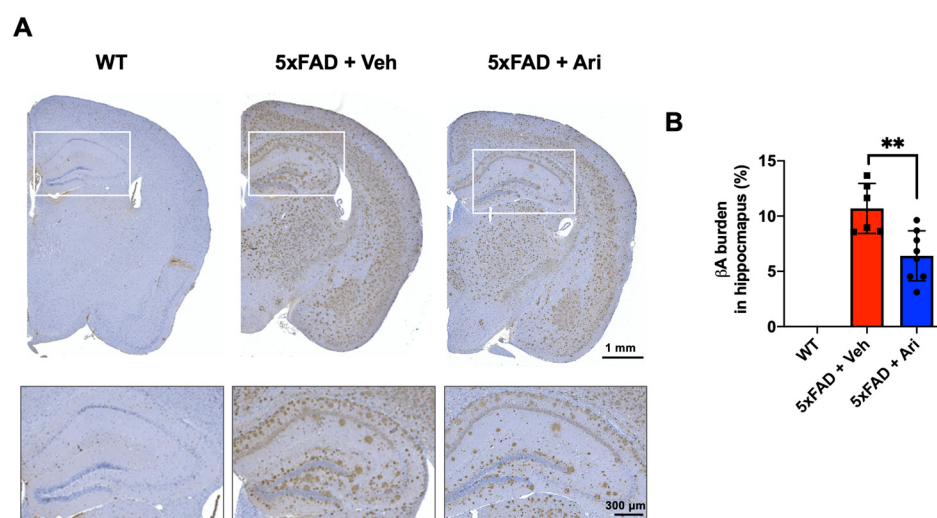 A
WT
5xFAD + Veh
5xFAD + Ari
1 mm
300 µm
B
**
15
10
5
0
βA burden
in hippocmapus (%)
WT
5xFAD + Veh
5xFAD + Ari